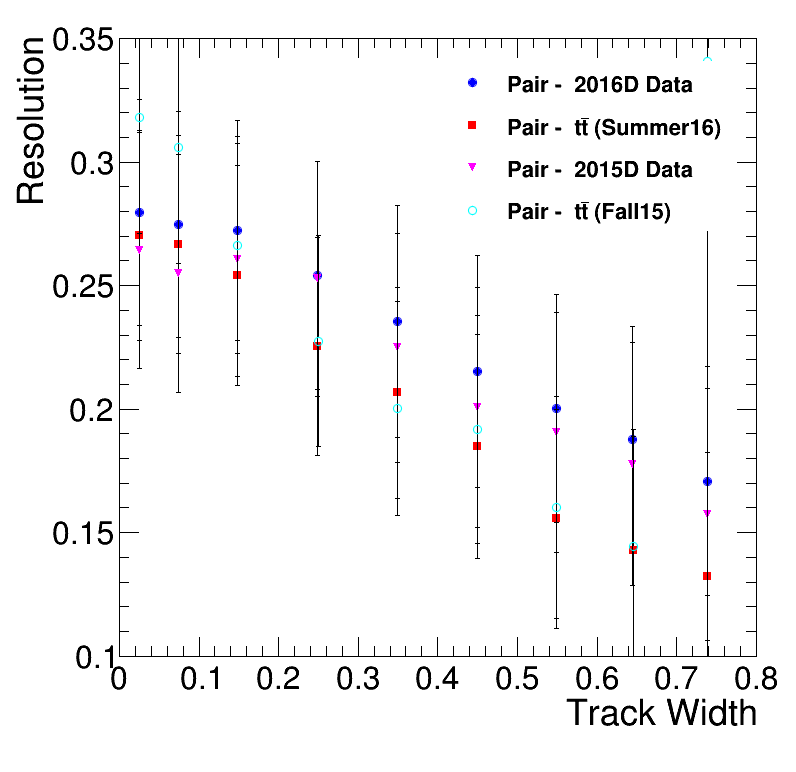 Resolution
0.35
0.3
0.25
0.2
0.15
0.1
Pair - 2016D Data
Pair - tt̄ (Summer16)
Pair - 2015D Data
Pair - tt̄ (Fall15)
0 0.1 0.2 0.3 0.4 0.5 0.6 0.7 0.8
Track Width